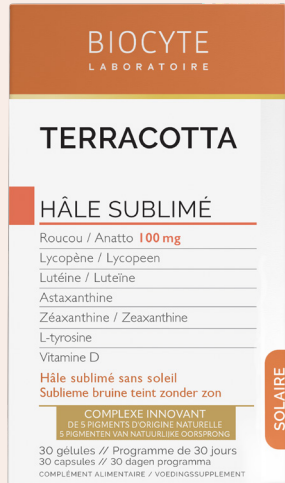 BIOCYTE
LABORATOIRE
TERRACOTTA
HÂLE SUBLIMÉ
Roucou / Anatto 100 mg
Lycopène / Lycopeen
Lutéine / Luteïne
Astaxanthine
Zéaxanthine / Zeaxanthine
L-tyrosine
Vitamine D
Hâle sublimé sans soleil
Sublieme bruine teint zonder zon
COMPLEXE INNOVANT
DE 5 PIGMENTS D'ORIGINE NATURELLE
5 PIGMENTEN VAN NATUURLIJKE OORSPRONG
30 gélules // Programme de 30 jours
30 capsules // 30 dagen programma
COMPLÉMENT ALIMENTAIRE / VOEDINGSSUPPLEMENT
SOLAIRE